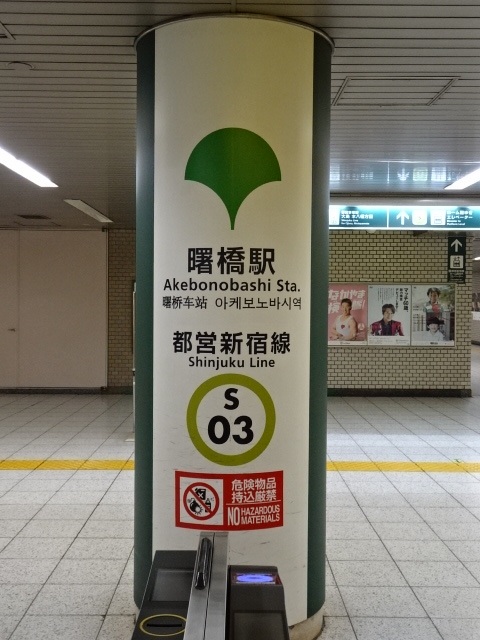 曙橋駅
Akebonobashi Sta.
曙桥车站 아케보노바시역
都営新宿線
Shinjuku Line
S
03
危険物品
持込厳禁
NO HAZARDOUS
MATERIALS